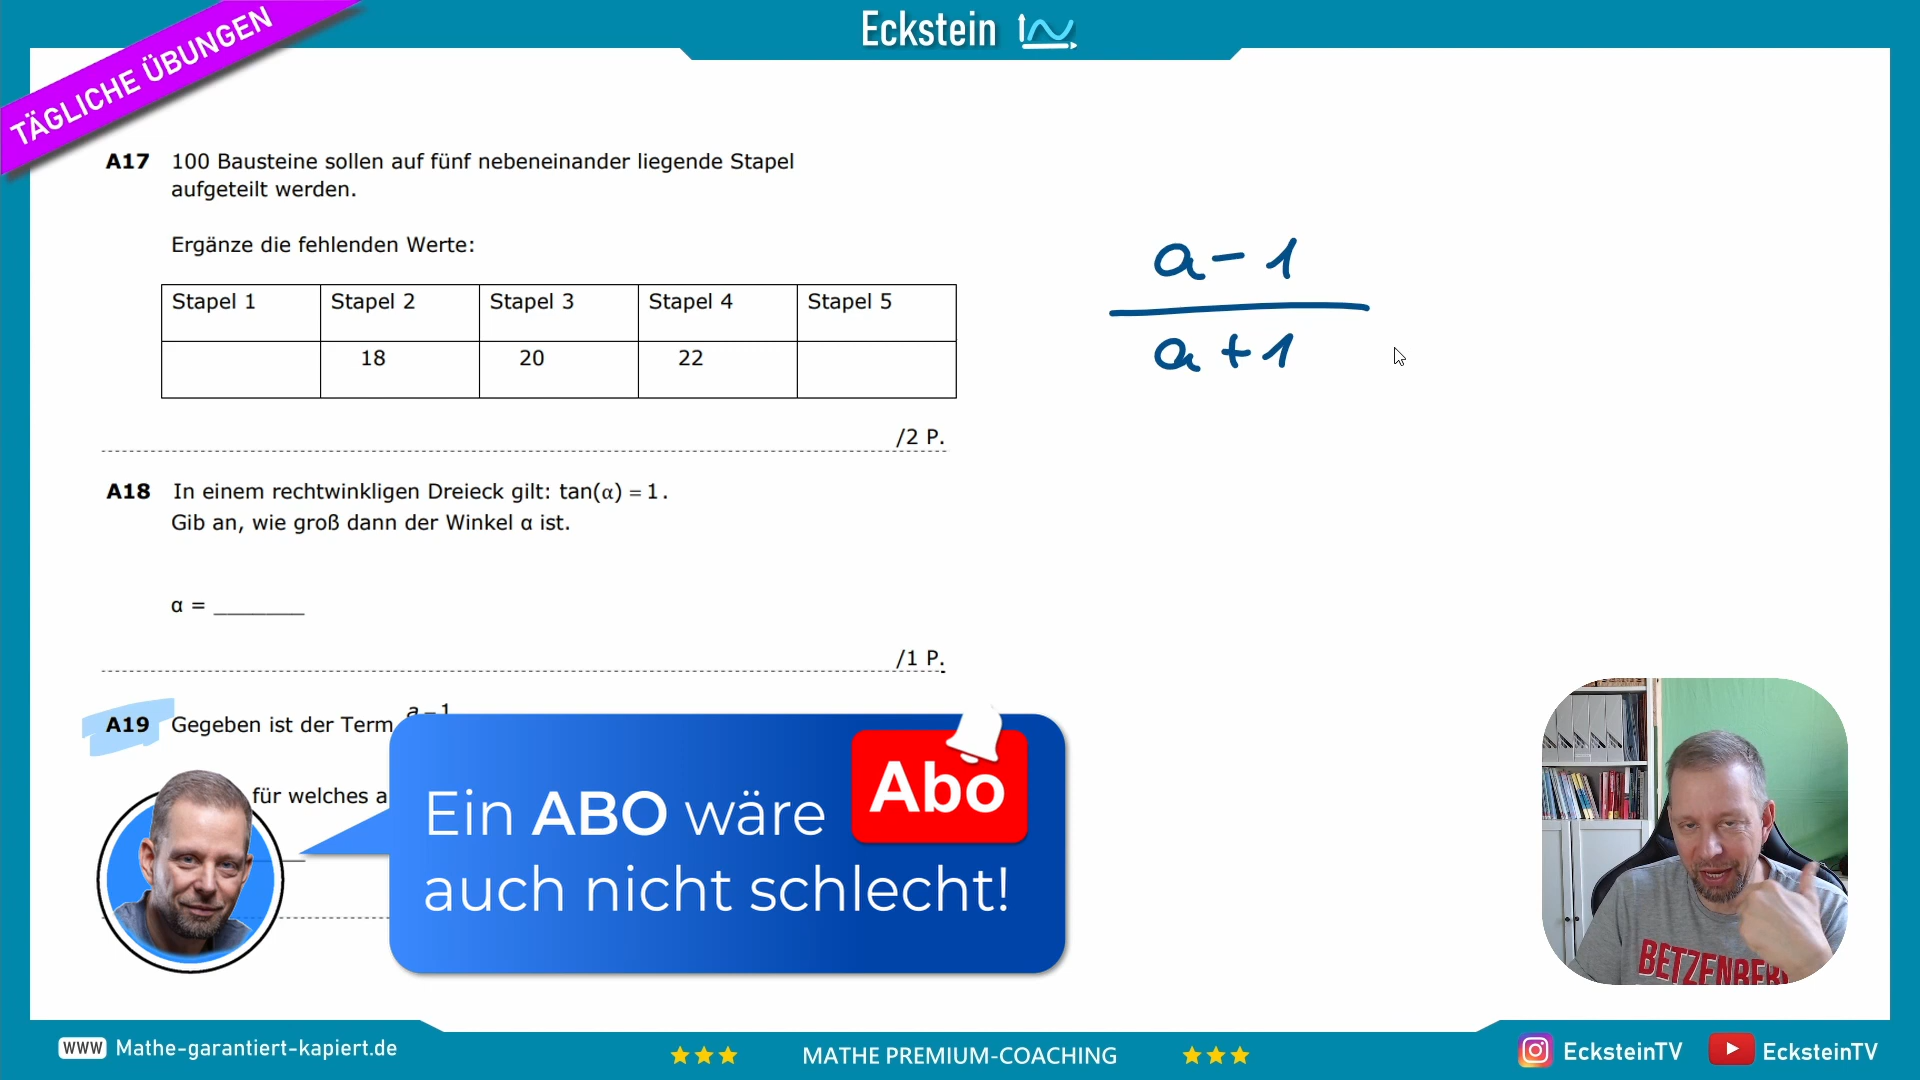 TÄGLICHE ÜBUNGEN
Eckstein
A17 100 Bausteine sollen auf fünf nebeneinander liegende Stapel
aufgeteilt werden.
Ergänze die fehlenden Werte:
Stapel 1 Stapel 2 Stapel 3 Stapel 4 Stapel 5
18 20 22
/2 P.
a - 1
a + 1
A18 In einem rechtwinkligen Dreieck gilt: tan(α) = 1.
Gib an, wie groß dann der Winkel α ist.
α = _______
/1 P.
A19 Gegeben ist der Term a − 1
für welches a
Ein ABO wäre
auch nicht schlecht!
Abo
BETZENBER
www Mathe-garantiert-kapiert.de
MATHE PREMIUM-COACHING
EcksteinTV
EcksteinTV